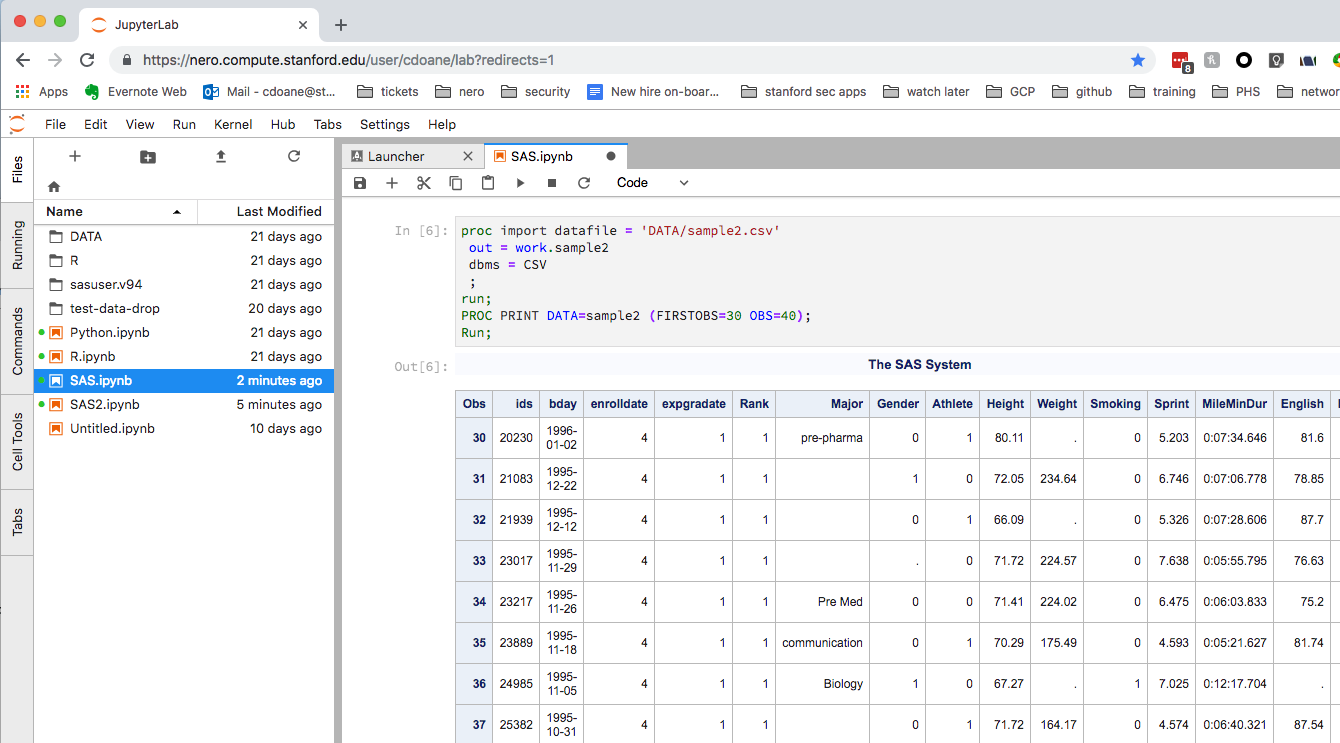 JupyterLab
https://nero.compute.stanford.edu/user/cdoane/lab?redirects=1
8
Apps Evernote Web Mail - cdoane@st... tickets nero security New hire on-boar... stanford sec apps watch later GCP github training PHS networ
File Edit View Run Kernel Hub Tabs Settings Help
Files
Running
Commands
Cell Tools
Tabs
Name Last Modified
DATA 21 days ago
R 21 days ago
sasuser.v94 21 days ago
test-data-drop 20 days ago
Python.ipynb 21 days ago
R.ipynb 21 days ago
SAS.ipynb 2 minutes ago
SAS2.ipynb 5 minutes ago
Untitled.ipynb 10 days ago
Launcher SAS.ipynb
Code
In [6]: proc import datafile = 'DATA/sample2.csv'
out = work.sample2
dbms = CSV
;
run;
PROC PRINT DATA=sample2 (FIRSTOBS=30 OBS=40);
Run;
Out[6]: The SAS System
Obs ids bday enrolldate expgradate Rank Major Gender Athlete Height Weight Smoking Sprint MileMinDur English
30 20230 1996-01-02 4 1 1 pre-pharma 0 1 80.11 . 0 5.203 0:07:34.646 81.6
31 21083 1995-12-22 4 1 1 1 0 72.05 234.64 0 6.746 0:07:06.778 78.85
32 21939 1995-12-12 4 1 1 0 1 66.09 . 0 5.326 0:07:28.606 87.7
33 23017 1995-11-29 4 1 1 . 0 71.72 224.57 0 7.638 0:05:55.795 76.63
34 23217 1995-11-26 4 1 1 Pre Med 0 0 71.41 224.02 0 6.475 0:06:03.833 75.2
35 23889 1995-11-18 4 1 1 communication 0 1 70.29 175.49 0 4.593 0:05:21.627 81.74
36 24985 1995-11-05 4 1 1 Biology 1 0 67.27 . 1 7.025 0:12:17.704 .
37 25382 1995-10-31 4 1 1 0 1 71.72 164.17 0 4.574 0:06:40.321 87.54